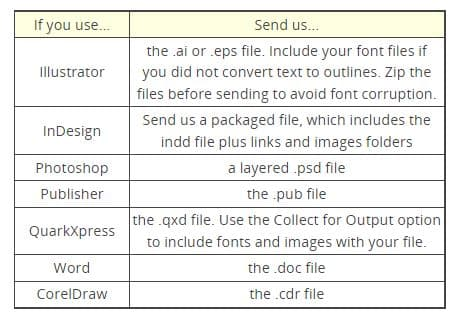 If you use... Send us...
Illustrator
the .ai or .eps file. Include your font files if
you did not convert text to outlines. Zip the
files before sending to avoid font corruption.
InDesign
Send us a packaged file, which includes the
indd file plus links and images folders
Photoshop a layered .psd file
Publisher the .pub file
QuarkXpress
the .qxd file. Use the Collect for Output option
to include fonts and images with your file.
Word the .doc file
CorelDraw the .cdr file